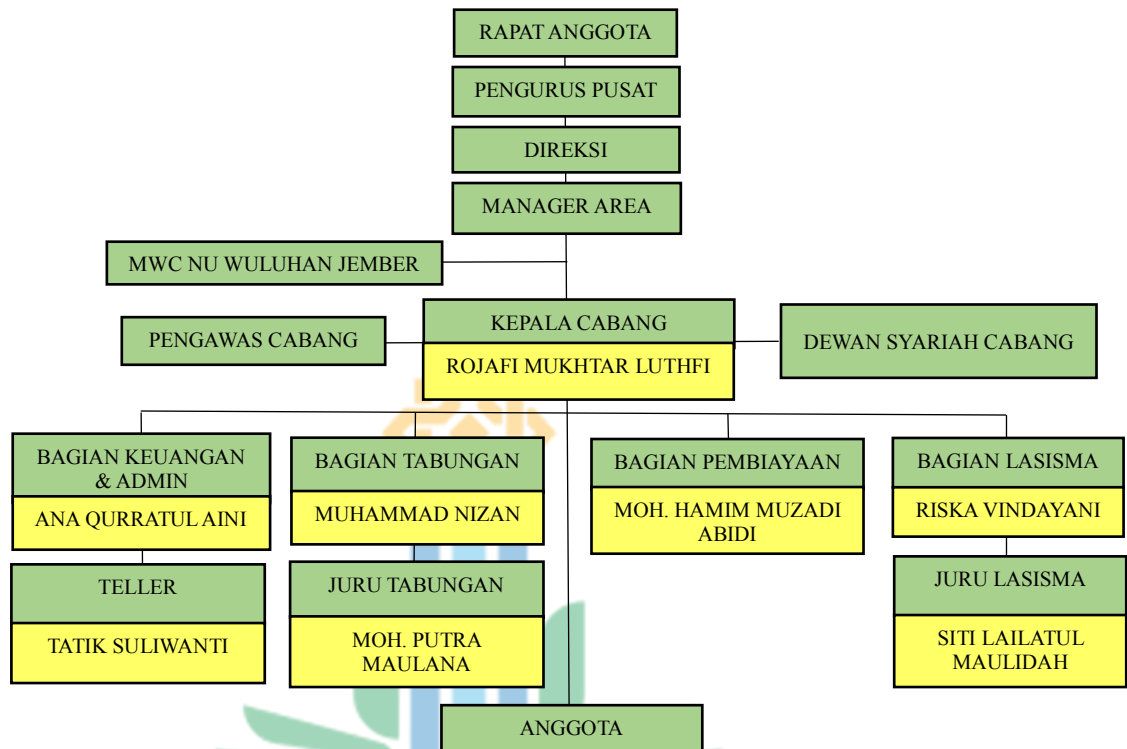 RAPAT ANGGOTA
PENGURUS PUSAT
DIREKSI
MANAGER AREA
MWC NU WULUHAN JEMBER
KEPALA CABANG
ROJAFI MUKHTAR LUTHFI
PENGAWAS CABANG
DEWAN SYARIAH CABANG
BAGIAN KEUANGAN
& ADMIN
ANA QURRATUL AINI
BAGIAN TABUNGAN
MUHAMMAD NIZAN
BAGIAN PEMBIAYAAN
MOH. HAMIM MUZADI
ABIDI
BAGIAN LASISMA
RISKA VINDAYANI
TELLER
TATIK SULIWANTI
JURU TABUNGAN
MOH. PUTRA
MAULANA
JURU LASISMA
SITI LAILATUL
MAULIDAH
ANGGOTA